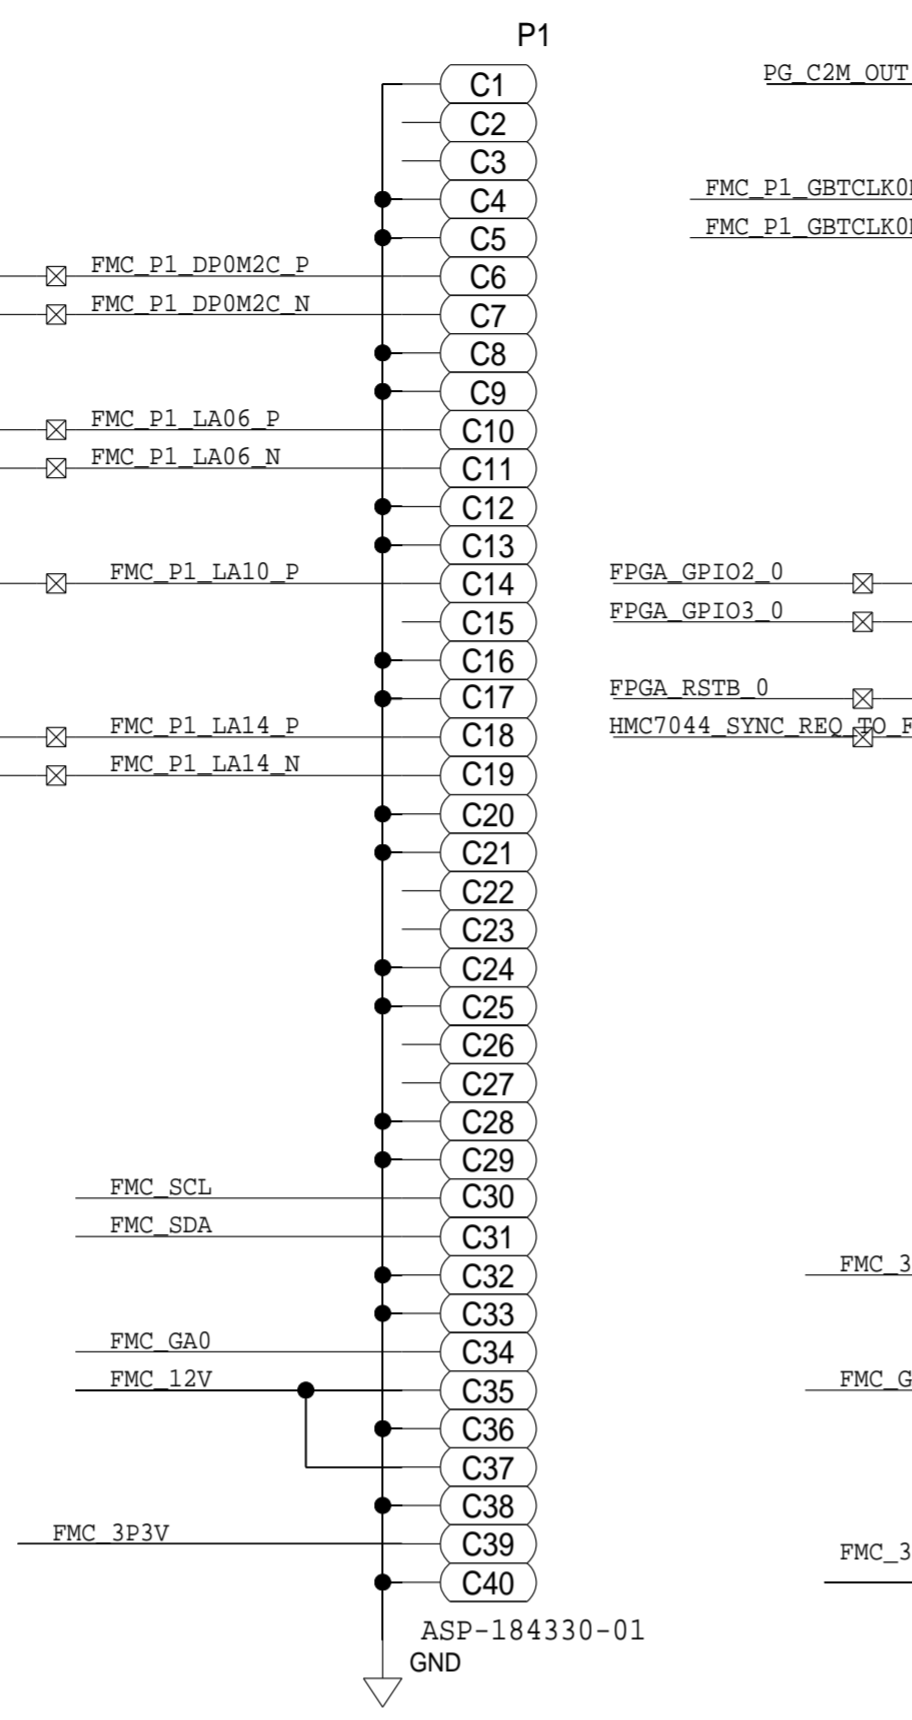 P1
C1
PG_C2M_OUT
C2
C3
C4
FMC_P1_GBTCLK0
C5
FMC_P1_GBTCLK0
FMC_P1_DP0M2C_P
C6
FMC_P1_DP0M2C_N
C7
C8
C9
FMC_P1_LA06_P
C10
FMC_P1_LA06_N
C11
C12
C13
FMC_P1_LA10_P
C14
FPGA_GPIO2_0
C15
FPGA_GPIO3_0
C16
C17
FPGA_RSTB_0
FMC_P1_LA14_P
C18
HMC7044_SYNC_REQ_TO_F
FMC_P1_LA14_N
C19
C20
C21
C22
C23
C24
C25
C26
C27
C28
C29
FMC_SCL
C30
FMC_SDA
C31
C32
FMC_3
C33
FMC_GA0
C34
FMC_12V
C35
FMC_G
C36
C37
C38
FMC_3P3V
C39
FMC_3
C40
ASP-184330-01
GND